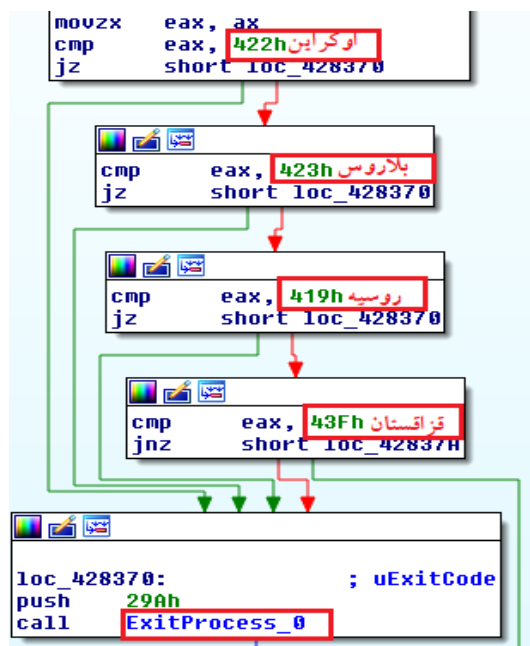 movzx eax, ax
cmp eax, 422h اوکراین
jz short loc_428370
cmp eax, 423h بلاروس
jz short loc_428370
cmp eax, 419h روسیه
jz short loc_428370
cmp eax, 43Fh قزاقستان
jnz short loc_42837A
loc_428370: ; uExitCode
push 29Ah
call ExitProcess_0